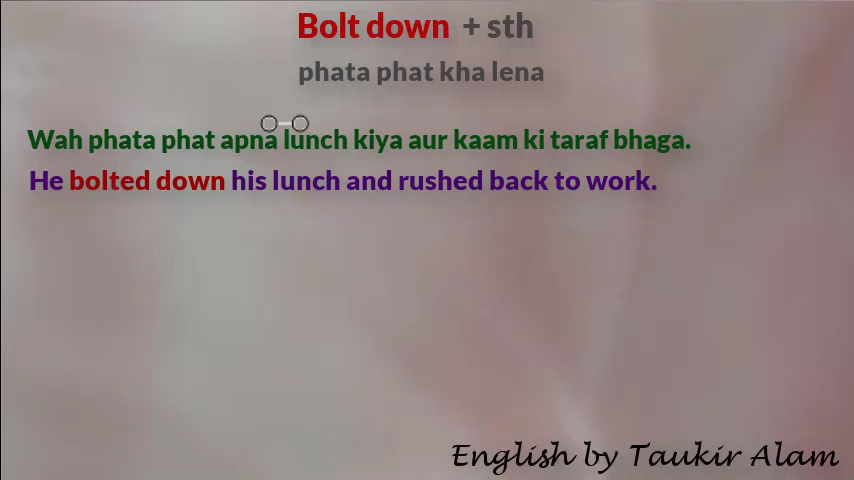 Bolt down + sth
phata phat kha lena
Wah phata phat apna lunch kiya aur kaam ki taraf bhaga.
He bolted down his lunch and rushed back to work.
English by Taukir Alam